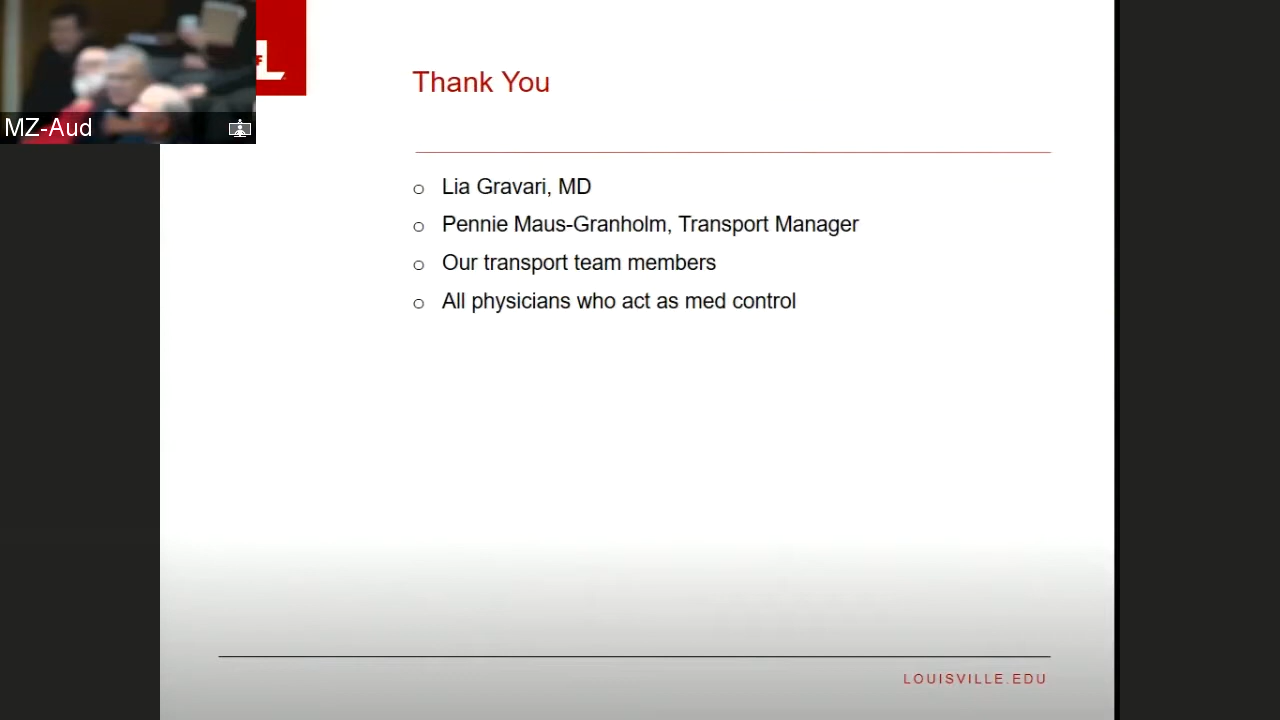 MZ-Aud
Thank You
Lia Gravari, MD
Pennie Maus-Granholm, Transport Manager
Our transport team members
All physicians who act as med control
LOUISVILLE.EDU